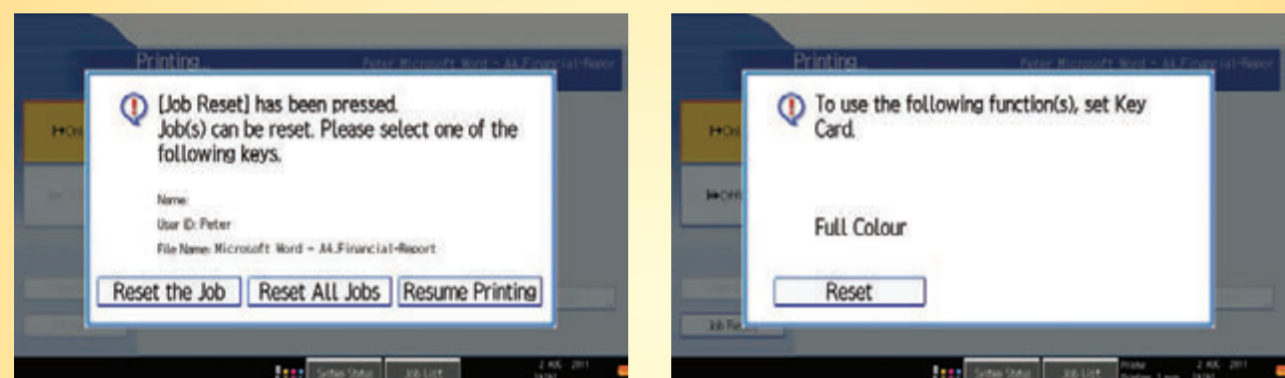 Printing...
Peter Microsoft Word - A4.Financial-Repor
[Job Reset] has been pressed.
Job(s) can be reset. Please select one of the
following keys.
Name:
User ID: Peter
File Name: Microsoft Word - A4.Financial-Report
Reset the Job
Reset All Jobs
Resume Printing
System Status
Job List
2 AUG 2011
Printing...
Peter Microsoft Word - A4.Financial-Repor
To use the following function(s), set Key
Card.
Full Colour
Reset
System Status
Job List
2 AUG 2011